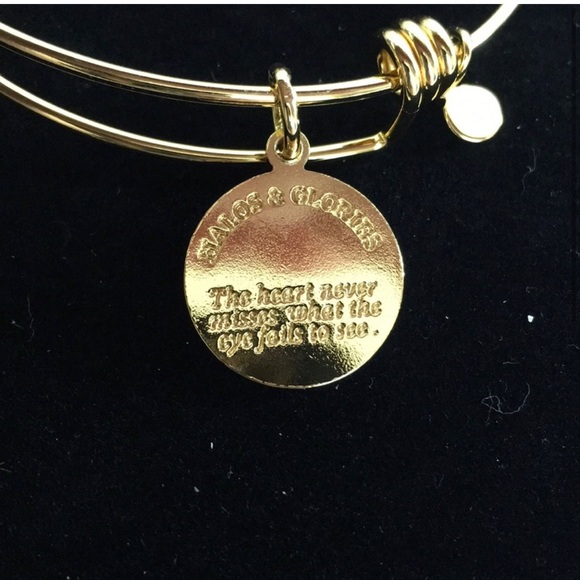 HALOS & GLORIES
The heart never
misses what the
eye fails to see.